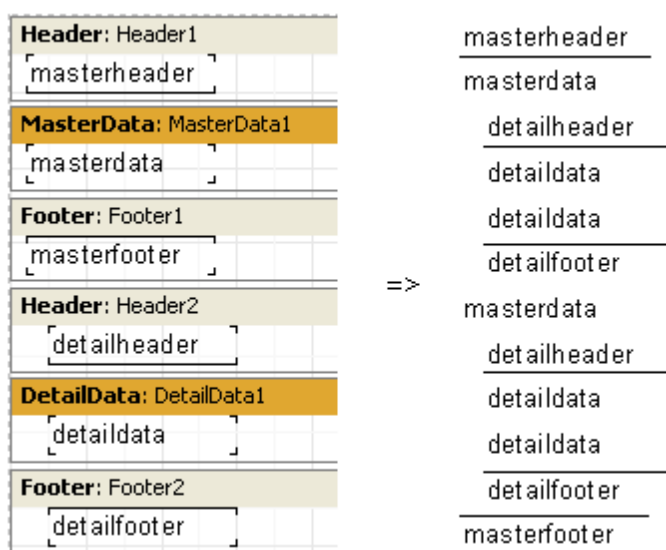 Header: Header1
masterheader
MasterData: MasterData1
masterdata
Footer: Footer1
masterfooter
Header: Header2
detailheader
DetailData: DetailData1
detaildata
Footer: Footer2
detailfooter
=>
masterheader
masterdata
detailheader
detaildata
detaildata
detailfooter
masterdata
detailheader
detaildata
detaildata
detailfooter
masterfooter